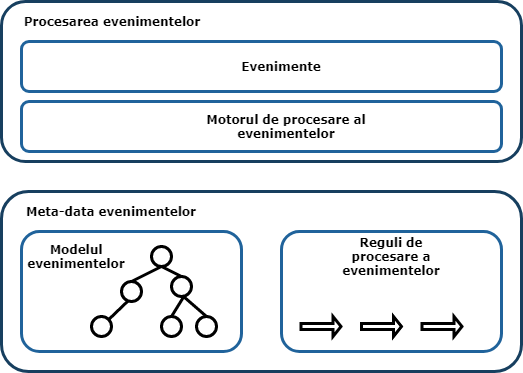 Procesarea evenimentelor
Evenimente
Motorul de procesare al
evenimentelor
Meta-data evenimentelor
Modelul
evenimentelor
Reguli de
procesare a
evenimentelor